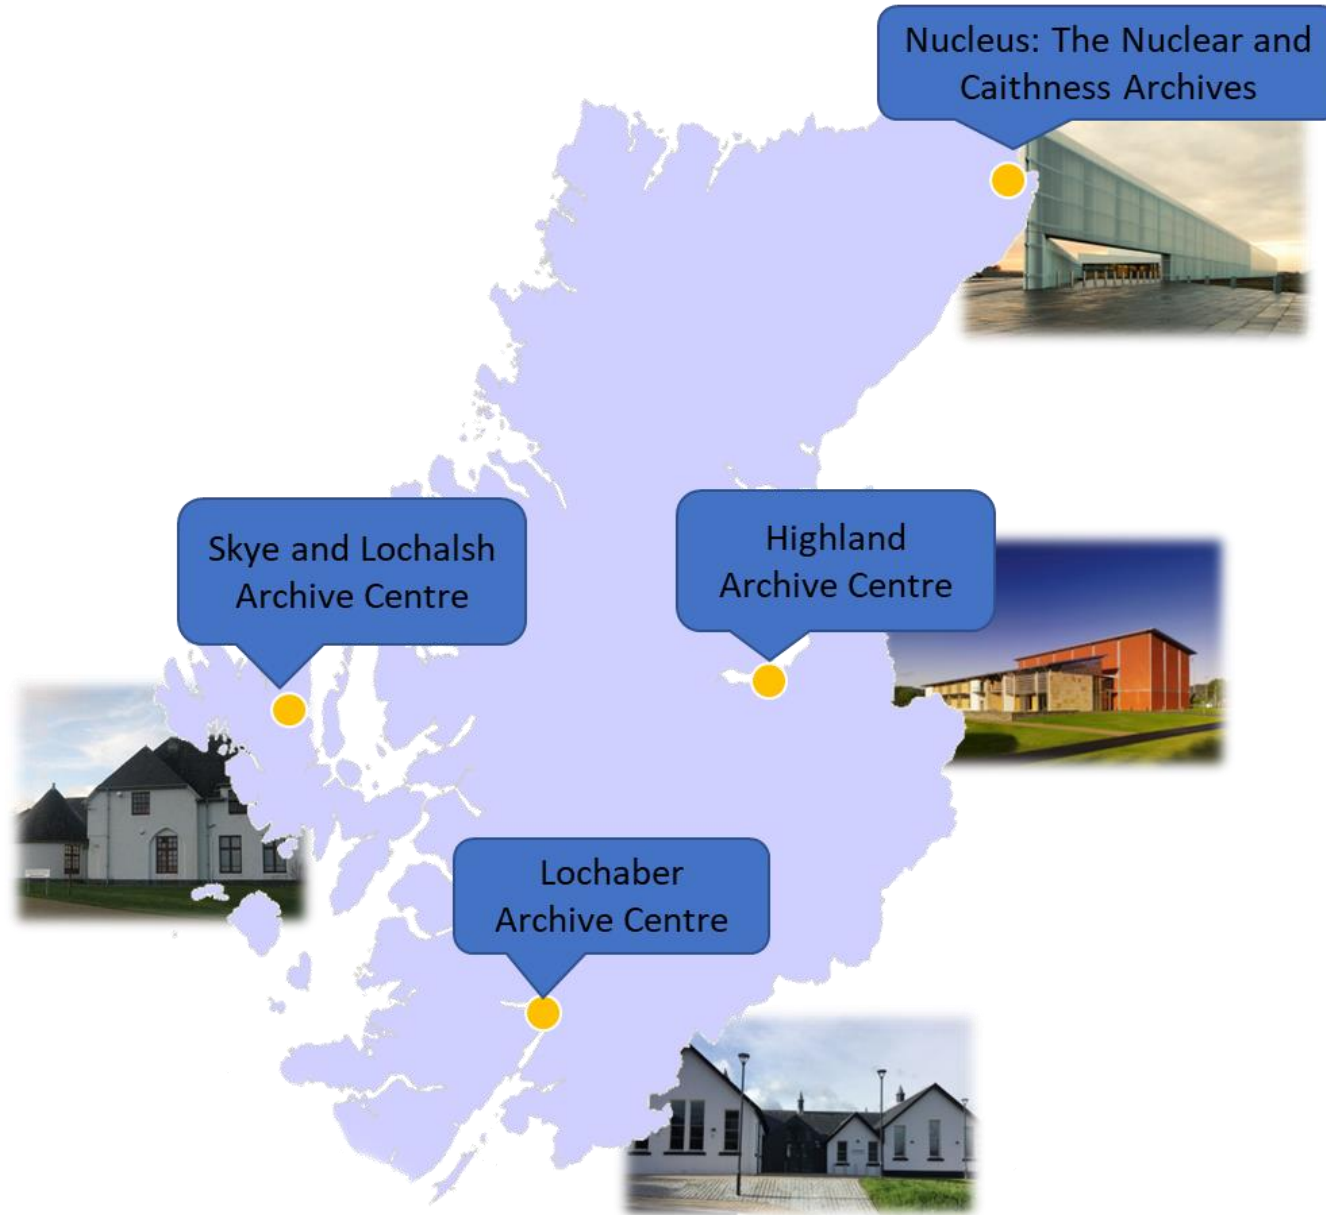 Nucleus: The Nuclear and
Caithness Archives
Skye and Lochalsh
Archive Centre
Highland
Archive Centre
Lochaber
Archive Centre